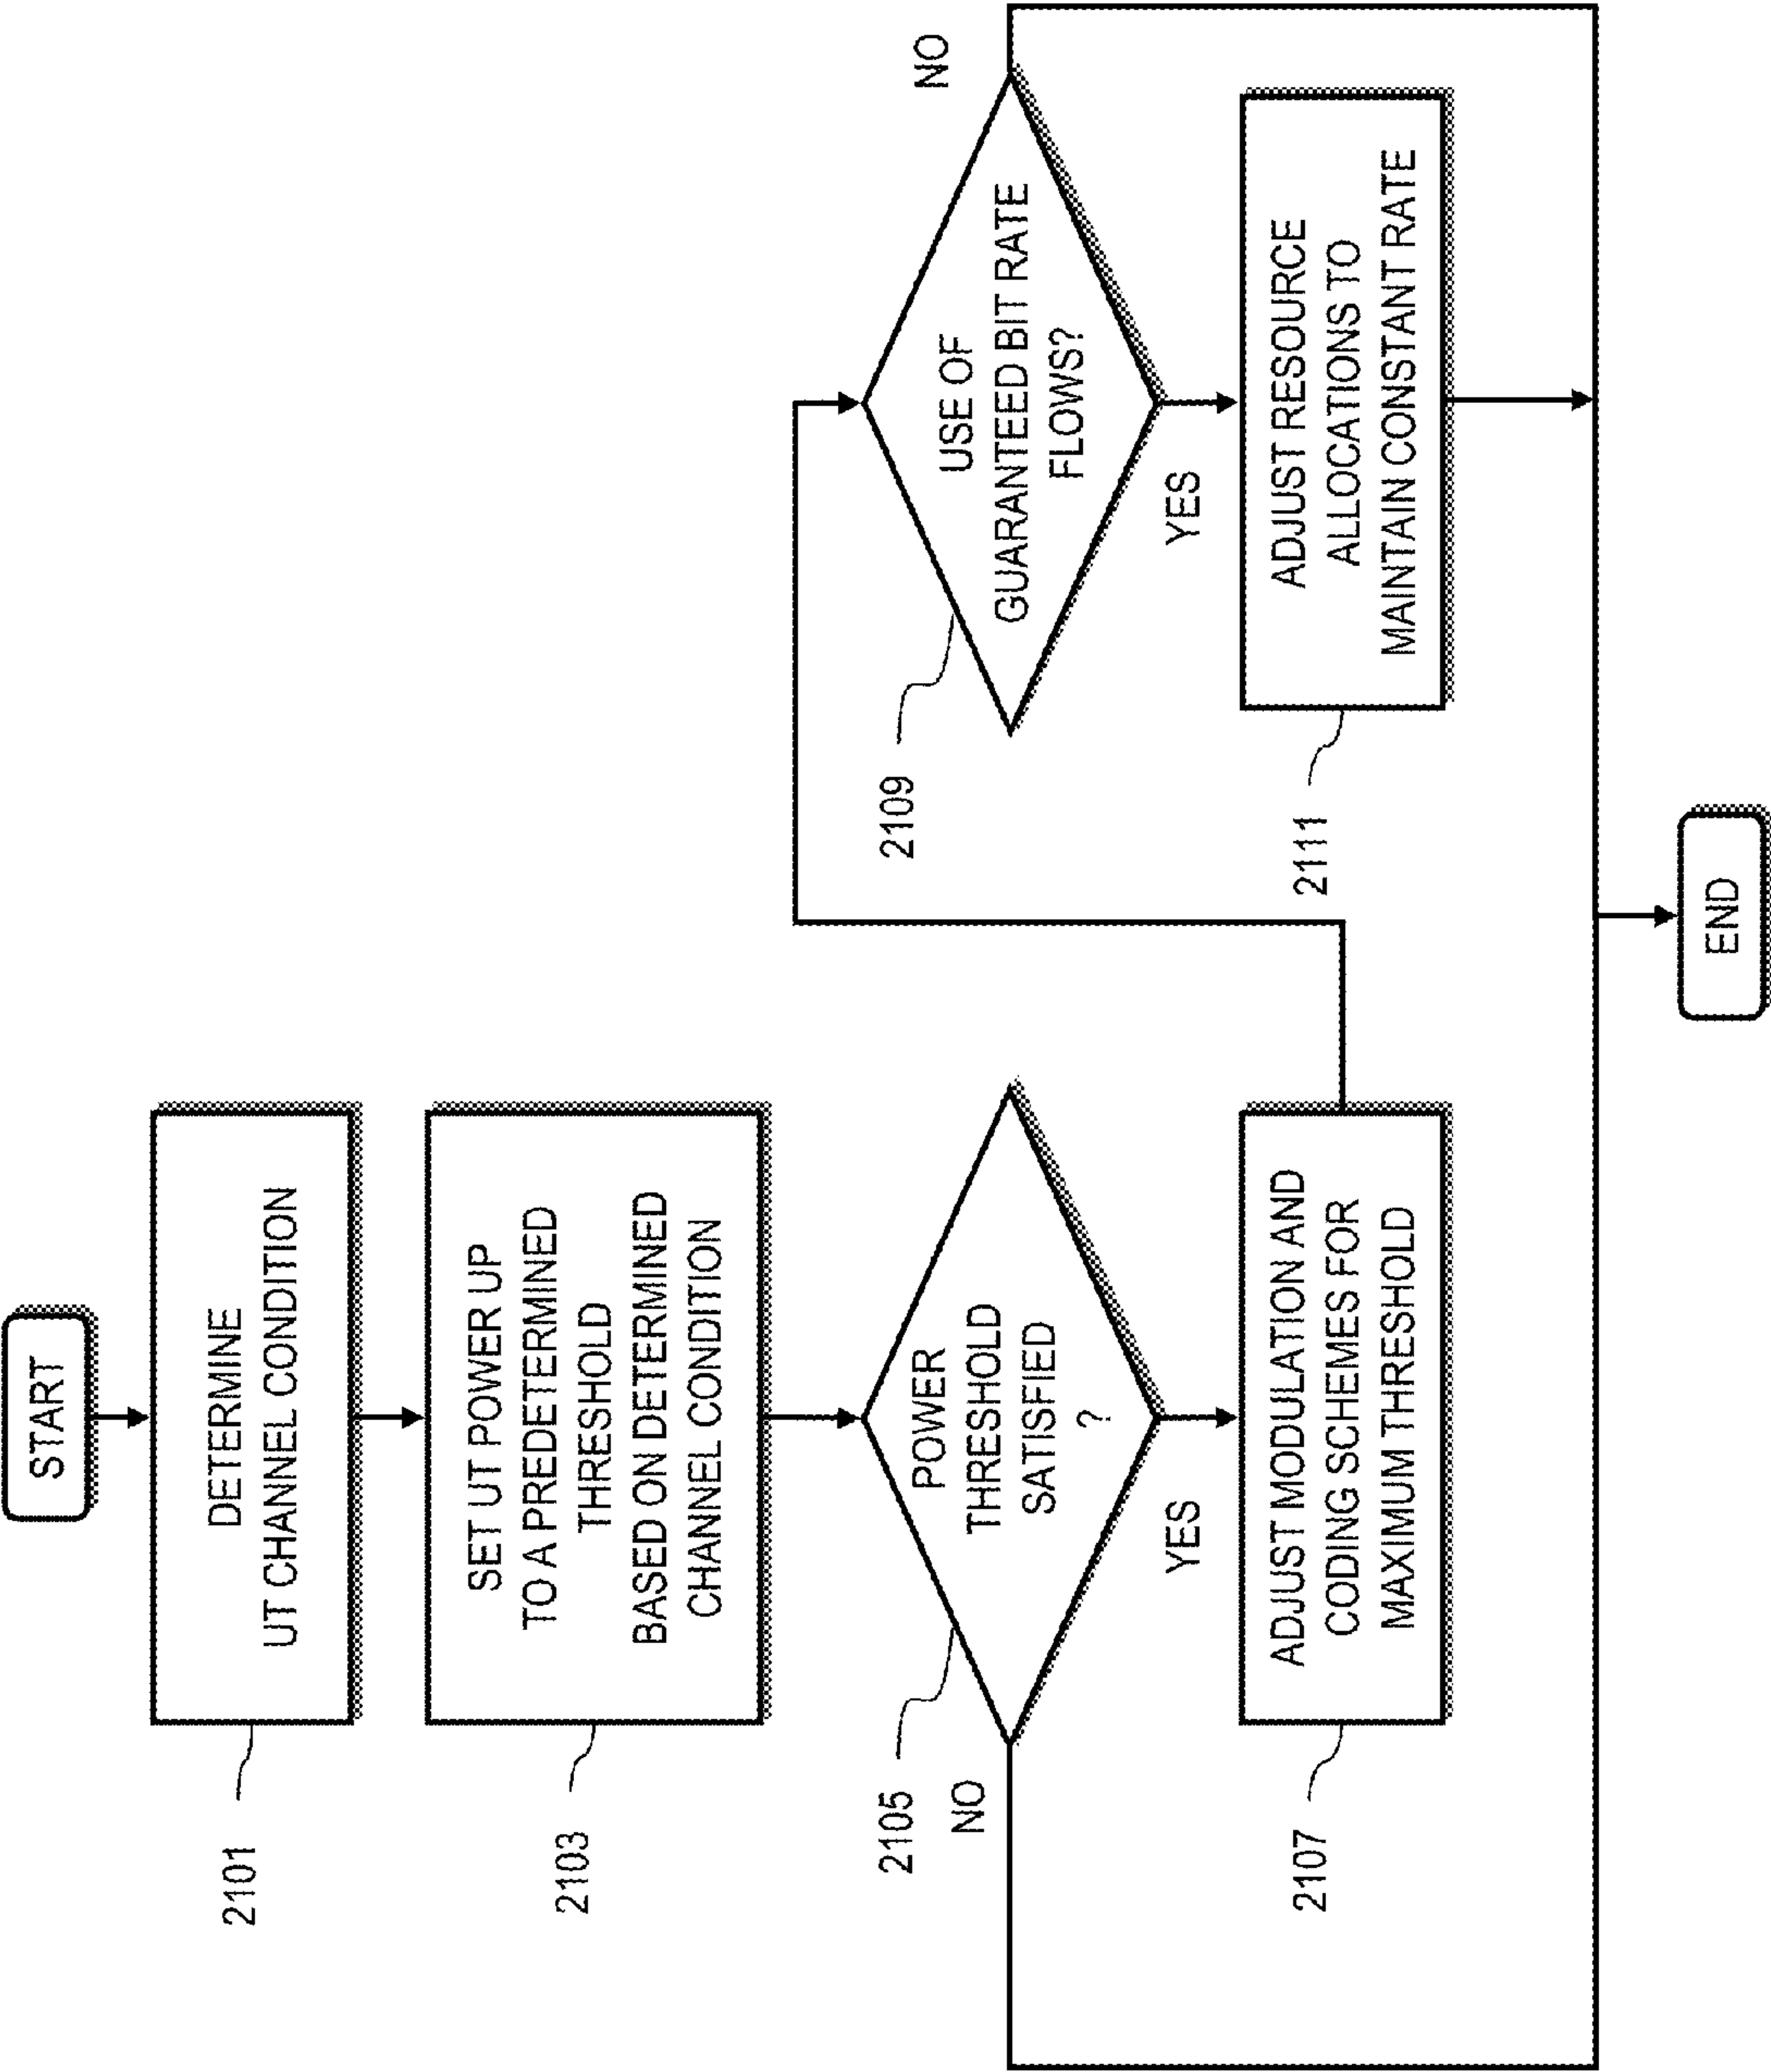 START
DETERMINE
UT CHANNEL CONDITION
2101
SET UT POWER UP
TO A PREDETERMINED
THRESHOLD
BASED ON DETERMINED
CHANNEL CONDITION
2103
POWER
THRESHOLD
SATISFIED
?
2105
NO
YES
ADJUST MODULATION AND
CODING SCHEMES FOR
MAXIMUM THRESHOLD
2107
USE OF
GUARANTEED BIT RATE
FLOWS?
2109
NO
YES
ADJUST RESOURCE
ALLOCATIONS TO
MAINTAIN CONSTANT RATE
2111
END